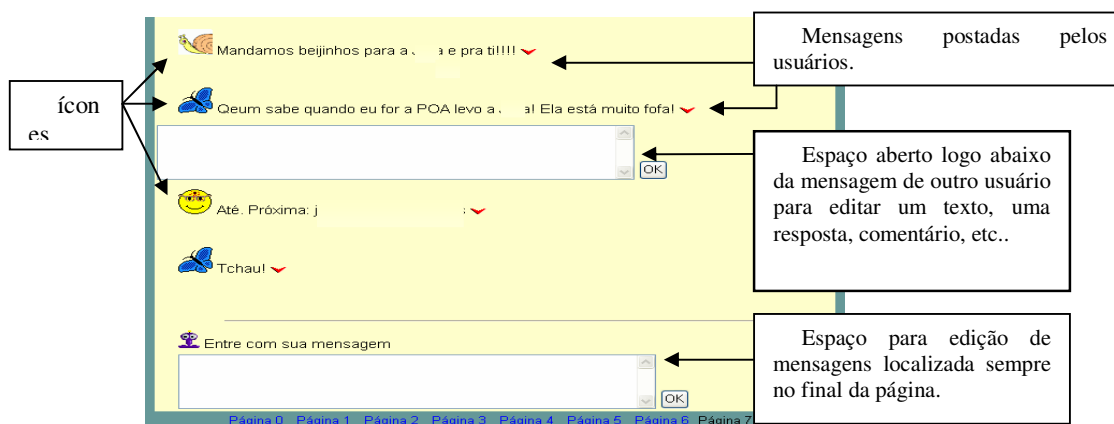 Mandamos beijinhos para a a e pra ti!!!!
Mensagens postadas pelos
usuários.
ícon
es
Qeum sabe quando eu for a POA levo a a! Ela está muito fofa!
OK
Espaço aberto logo abaixo
da mensagem de outro usuário
para editar um texto, uma
resposta, comentário, etc..
Até. Próxima: j
Tchau!
Entre com sua mensagem
OK
Espaço para edição de
mensagens localizada sempre
no final da página.
Página 0 Página 1 Página 2 Página 3 Página 4 Página 5 Página 6 Página 7